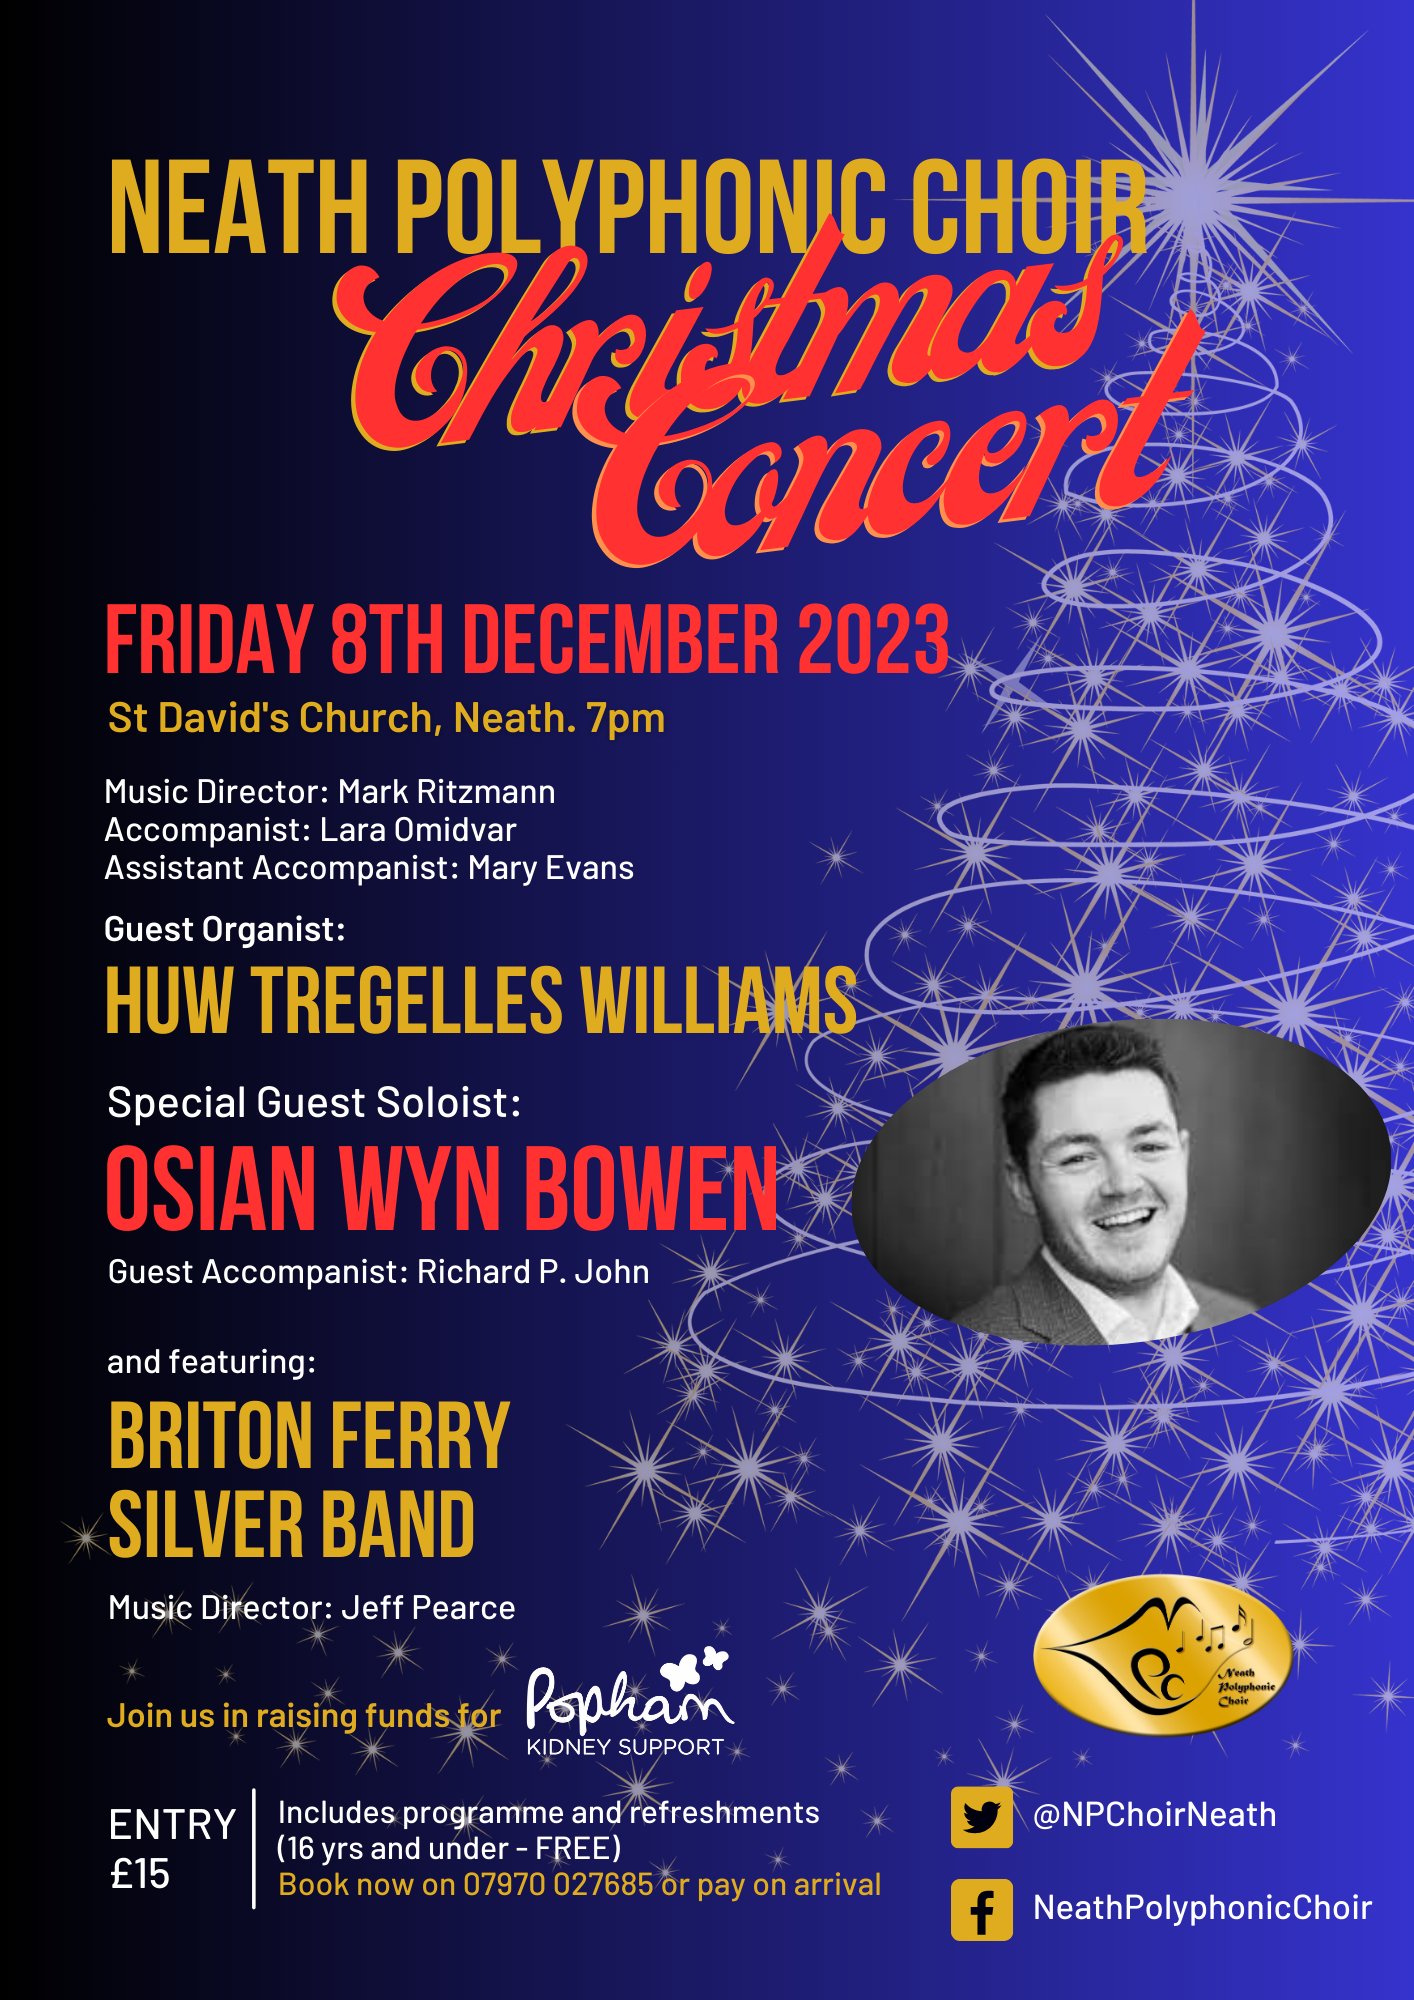 NEATH POLYPHONIC CHOIR
Christmas
Concert
FRIDAY 8TH DECEMBER 2023
St David's Church, Neath. 7pm
Music Director: Mark Ritzmann
Accompanist: Lara Omidvar
Assistant Accompanist: Mary Evans
Guest Organist:
HUW TREGELLES WILLIAMS
Special Guest Soloist:
OSIAN WYN BOWEN
Guest Accompanist: Richard P. John
and featuring:
BRITON FERRY
SILVER BAND
Music Director: Jeff Pearce
Join us in raising funds for
Popham
KIDNEY SUPPORT
NPC
Neath
Polyphonic
Choir
ENTRY
£15
Includes programme and refreshments
(16 yrs and under - FREE)
Book now on 07970 027685 or pay on arrival
@NPChoirNeath
NeathPolyphonicChoir